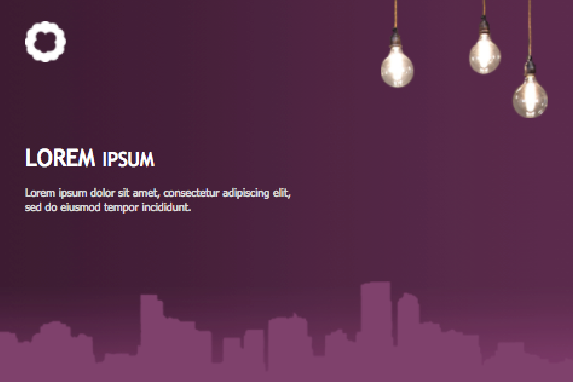 LOREM IPSUM
Lorem ipsum dolor sit amet, consectetur adipiscing elit,
sed do eiusmod tempor incididunt.